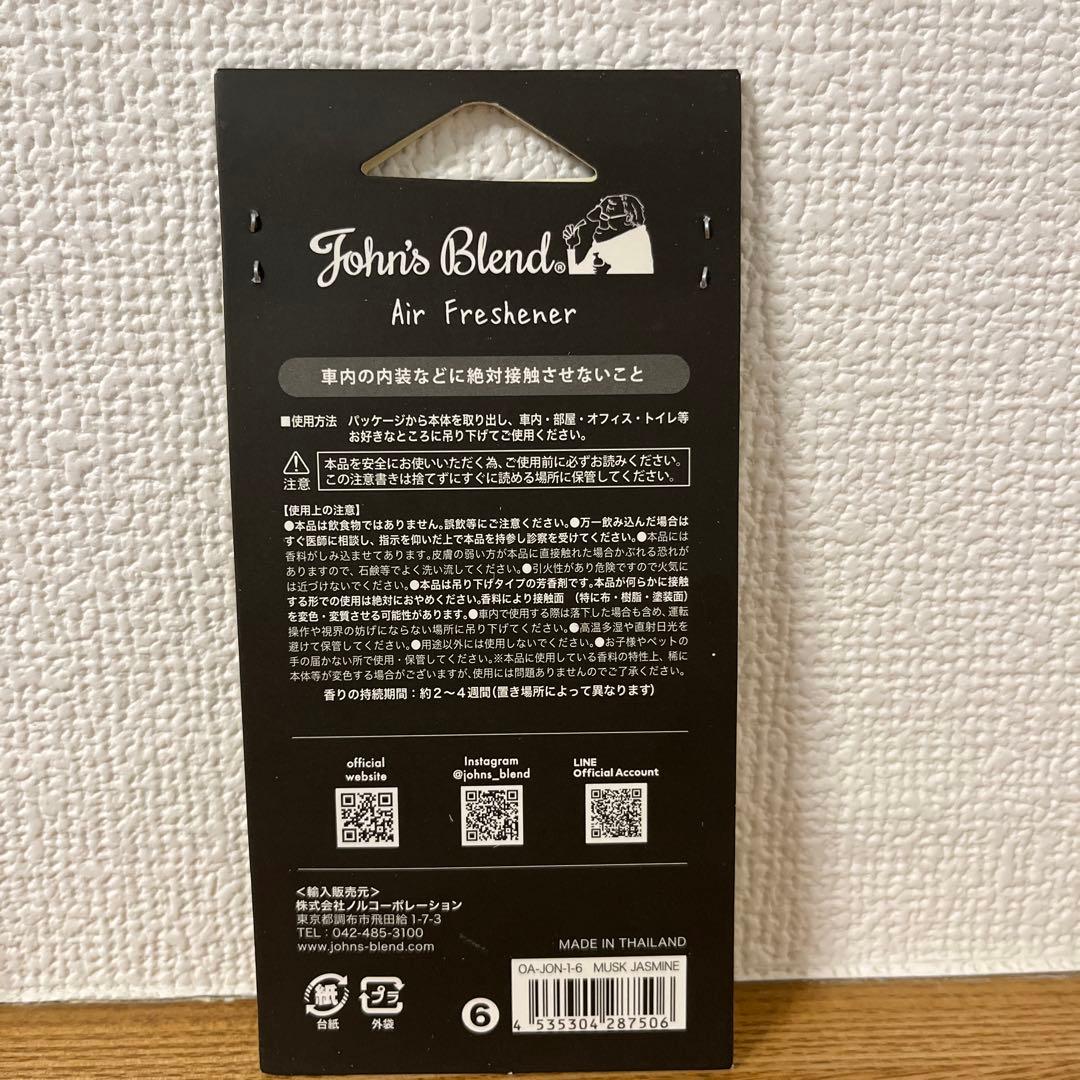 John's Blend®
Air Freshener
車内の内装などに絶対接触させないこと
■使用方法 パッケージから本体を取り出し、車内・部屋・オフィス・トイレ等
お好きなところに吊り下げてご使用ください。
注意
本品を安全にお使いいただく為、ご使用前に必ずお読みください。
この注意書きは捨てずにすぐに読める場所に保管してください。
【使用上の注意】
●本品は飲食物ではありません。誤飲等にご注意ください。●万一飲み込んだ場合は
すぐ医師に相談し、指示を仰いだ上で本品を持参し診察を受けてください。●本品には
香料がしみ込ませてあります。皮膚の弱い方が本品に直接触れた場合かぶれる恐れが
ありますので、石鹸等でよく洗い流してください。●引火性があり危険ですので火気に
は近づけないでください。●本品は吊り下げタイプの芳香剤です。本品が何らかに接触
する形での使用は絶対におやめください。香料により接触面 （特に布・樹脂・塗装面）
を変色・変質させる可能性があります。●車内で使用する際は落下した場合も含め、運転
操作や視界の妨げにならない場所に吊り下げてください。●高温多湿や直射日光を
避けて保管してください。●用途以外には使用しないでください。●お子様やペットの
手の届かない所で使用・保管してください。※本品に使用している香料の特性上、稀に
本体等が変色する場合がございますが、使用には問題ありませんのでご了承ください。
香りの持続期間：約2〜4週間(置き場所によって異なります)
official
website
Instagram
@johns_blend
LINE
Official Account
＜輸入販売元＞
株式会社ノルコーポレーション
東京都調布市飛田給 1-7-3
TEL：042-485-3100
www.johns-blend.com
MADE IN THAILAND
OA-JON-1-6 MUSK JASMINE
4 535304 287506
紙
台紙
プラ
外袋
6